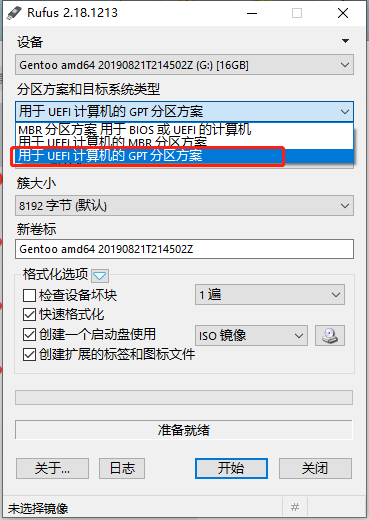 Rufus 2.18.1213
设备
Gentoo amd64 20190821T214502Z (G:) [16GB]
分区方案和目标系统类型
用于 UEFI 计算机的 GPT 分区方案
MBR 分区方案 用于 BIOS 或 UEFI 的计算机
用于 UEFI 计算机的 MBR 分区方案
用于 UEFI 计算机的 GPT 分区方案
簇大小
8192 字节 (默认)
新卷标
Gentoo amd64 20190821T214502Z
格式化选项
检查设备坏块
1 遍
快速格式化
创建一个启动盘使用
ISO 镜像
创建扩展的标签和图标文件
准备就绪
关于...
日志
开始
关闭
未选择镜像
#